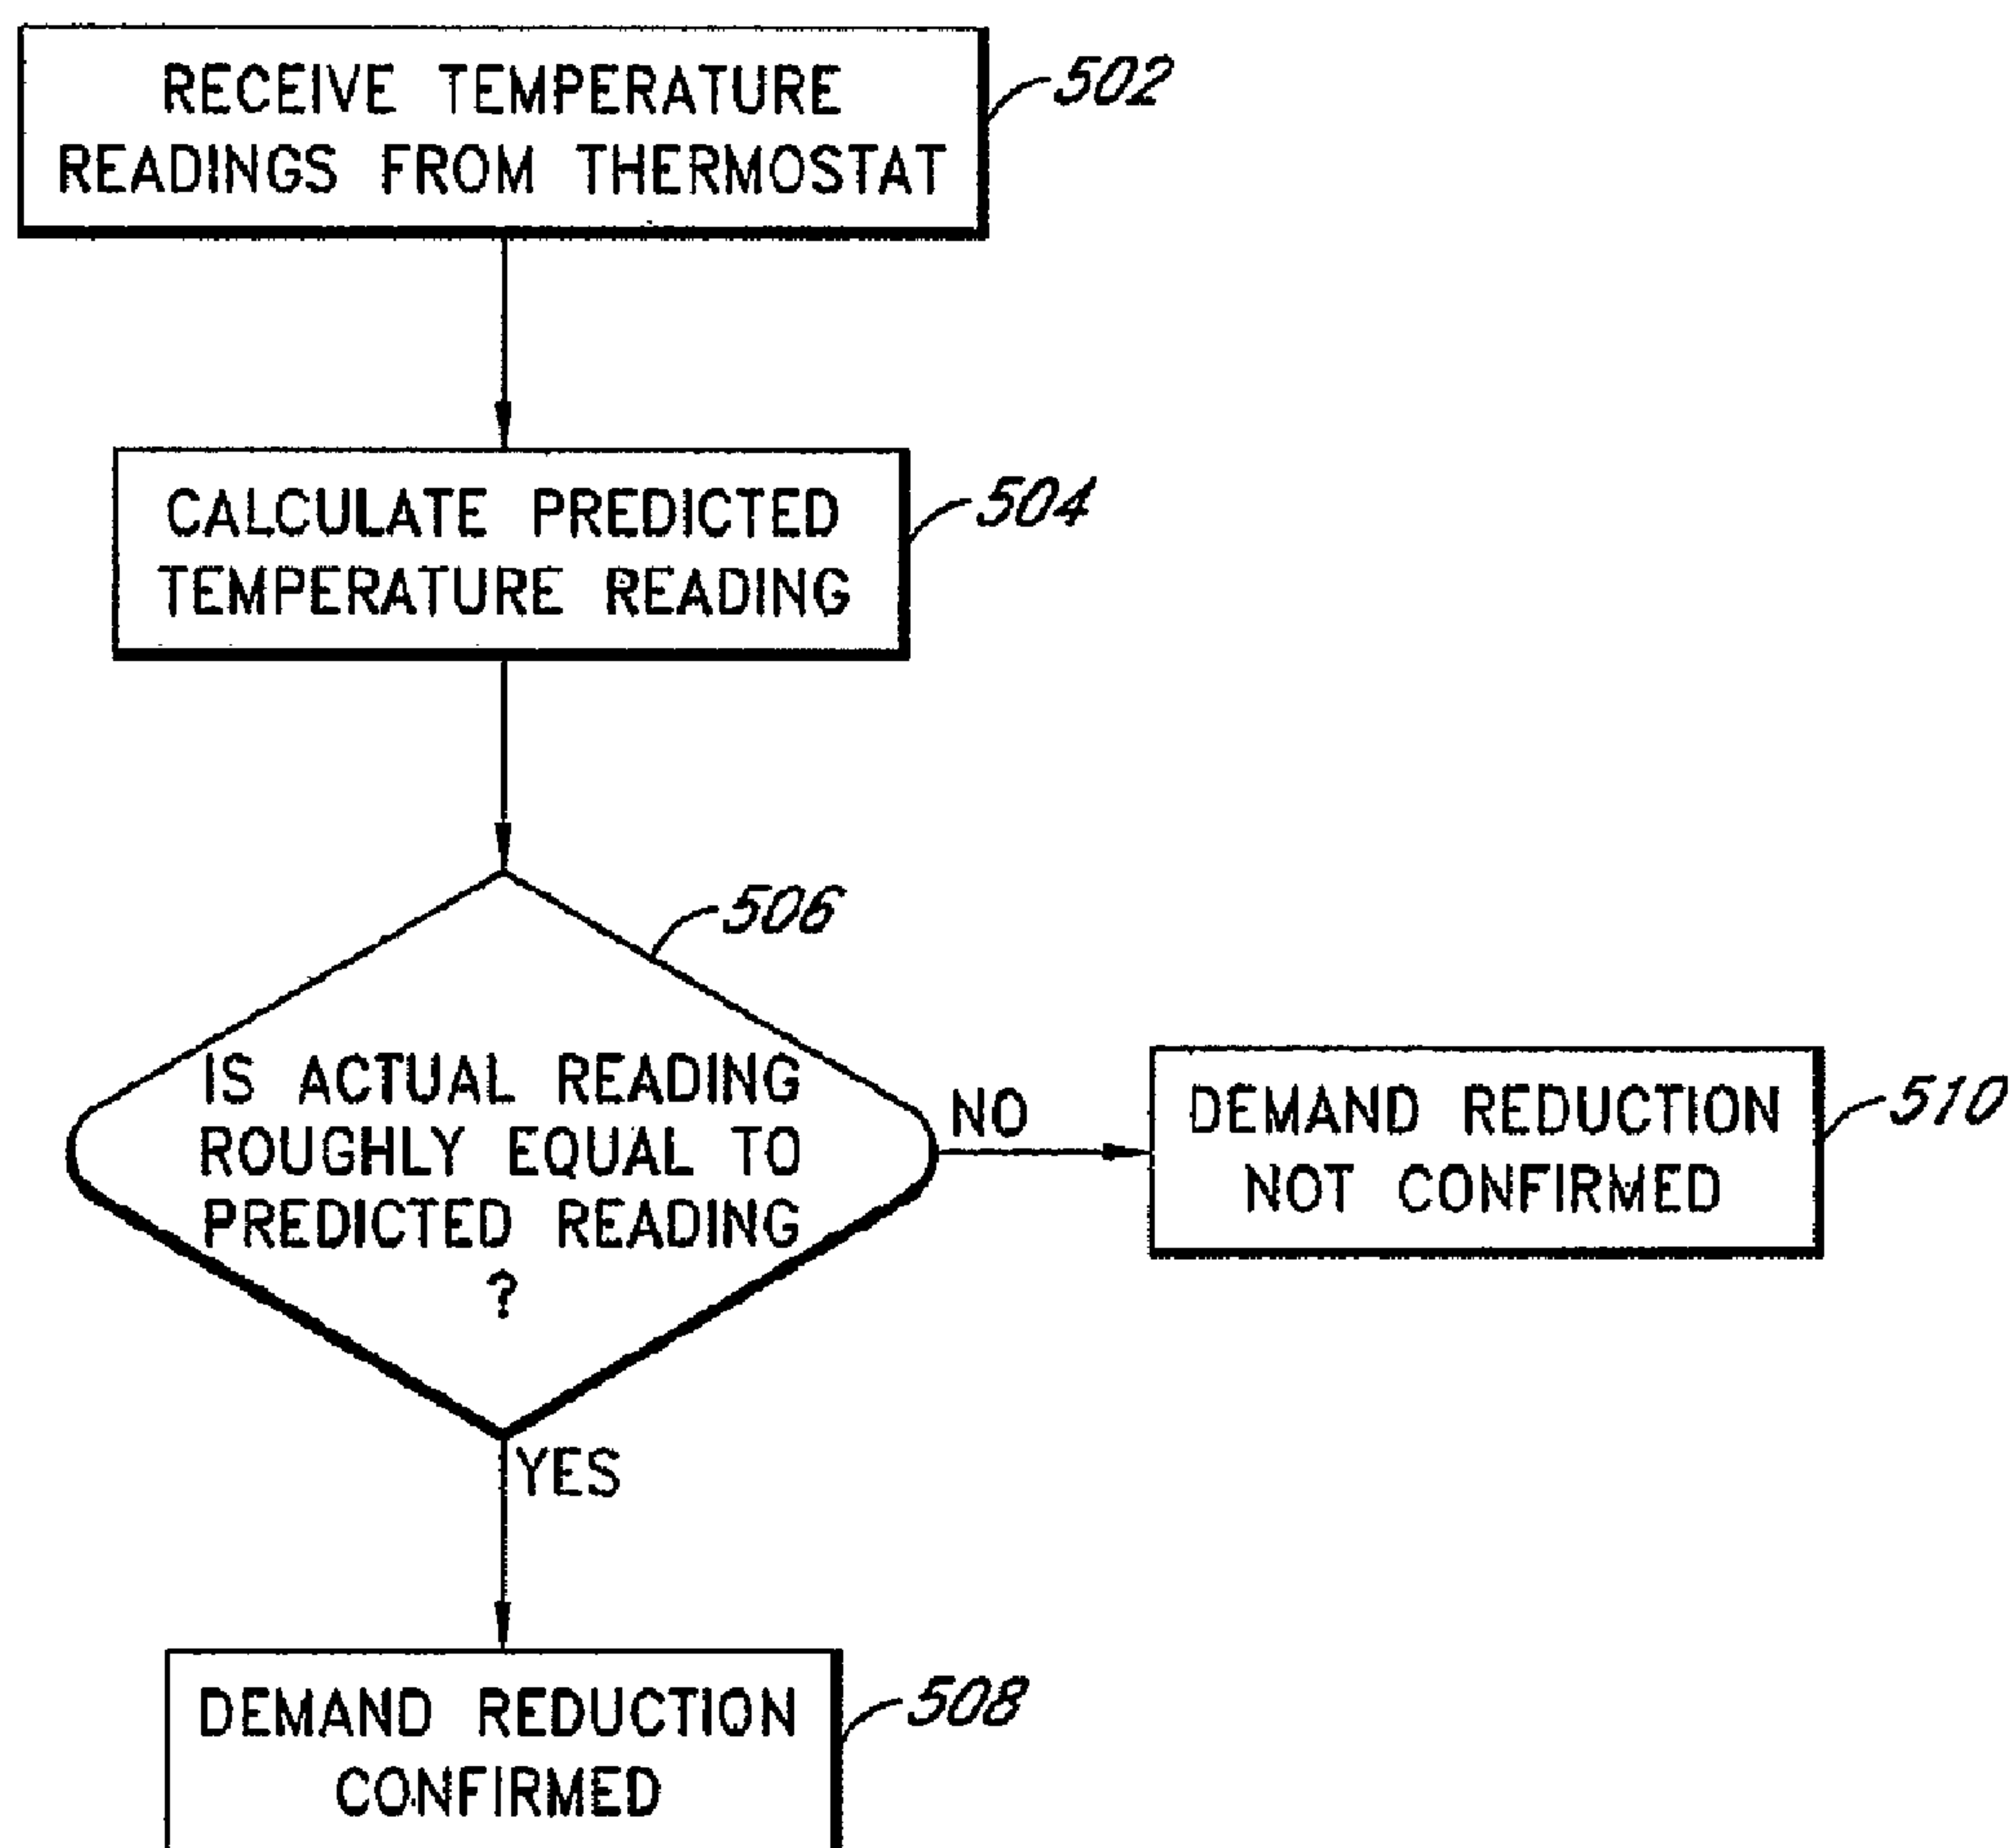 RECEIVE TEMPERATURE
READINGS FROM THERMOSTAT
502
CALCULATE PREDICTED
TEMPERATURE READING
504
506
IS ACTUAL READING
ROUGHLY EQUAL TO
PREDICTED READING
?
NO
DEMAND REDUCTION
NOT CONFIRMED
510
YES
DEMAND REDUCTION
CONFIRMED
508